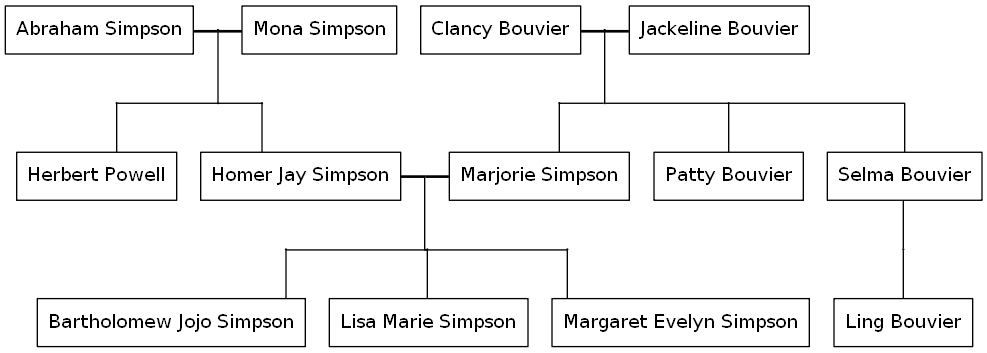 Abraham Simpson
Mona Simpson
Clancy Bouvier
Jackeline Bouvier
Herbert Powell
Homer Jay Simpson
Marjorie Simpson
Patty Bouvier
Selma Bouvier
Bartholomew Jojo Simpson
Lisa Marie Simpson
Margaret Evelyn Simpson
Ling Bouvier